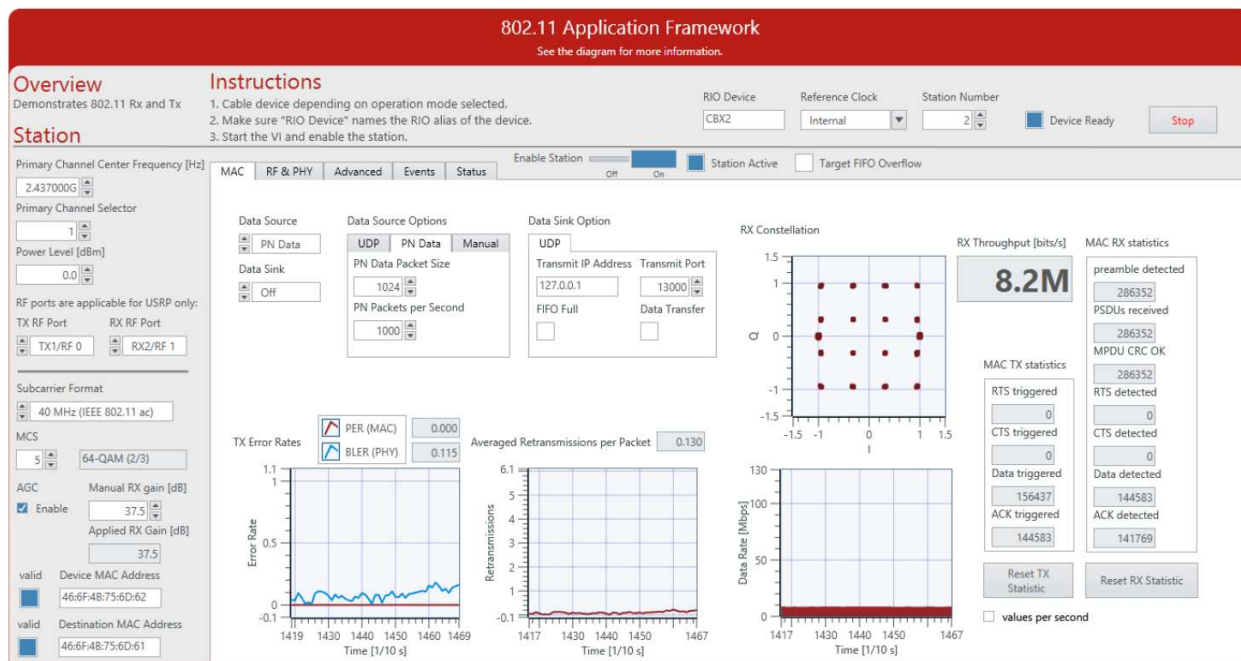 802.11 Application Framework
See the diagram for more information.
Overview
Demonstrates 802.11 Rx and Tx
Instructions
1. Cable device depending on operation mode selected.
2. Make sure "RIO Device" names the RIO alias of the device.
3. Start the VI and enable the station.
RIO Device
CBX2
Reference Clock
Internal
Station Number
2
Device Ready
Stop
Station
Primary Channel Center Frequency [Hz]
2.437000G
Primary Channel Selector
1
Power Level [dBm]
0.0
RF ports are applicable for USRP only:
TX RF Port RX RF Port
TX1/RF 0 RX2/RF 1
Subcarrier Format
40 MHz (IEEE 802.11 ac)
MCS
5 64-QAM (2/3)
AGC Manual RX gain [dB]
Enable 37.5
Applied RX Gain [dB]
37.5
valid Device MAC Address
46:6F:4B:75:6D:62
valid Destination MAC Address
46:6F:4B:75:6D:61
MAC RF & PHY Advanced Events Status
Enable Station
Off On
Station Active
Target FIFO Overflow
Data Source
PN Data
Data Sink
Off
Data Source Options
UDP PN Data Manual
PN Data Packet Size
1024
PN Packets per Second
1000
Data Sink Option
UDP
Transmit IP Address Transmit Port
127.0.0.1 13000
FIFO Full Data Transfer
RX Constellation
1.5
1
0
-1
-1.5
Q
-1.5 -1 0 1 1.5
I
RX Throughput [bits/s]
8.2M
MAC TX statistics
RTS triggered
0
CTS triggered
0
Data triggered
156437
ACK triggered
144583
Reset TX
Statistic
values per second
MAC RX statistics
preamble detected
286352
PSDUs received
286352
MPDU CRC OK
286352
RTS detected
0
CTS detected
0
Data detected
144583
ACK detected
141769
Reset RX Statistic
TX Error Rates
PER (MAC) 0.000
BLER (PHY) 0.115
1.1
1
0.5
0
-0.1
Error Rate
1419 1430 1440 1450 1460 1469
Time [1/10 s]
Averaged Retransmissions per Packet 0.130
6.1
5
4
3
2
1
-0.1
Retransmissions
1417 1430 1440 1450 1467
Time [1/10 s]
130
100
50
0
Data Rate [Mbps]
1417 1430 1440 1450 1467
Time [1/10 s]